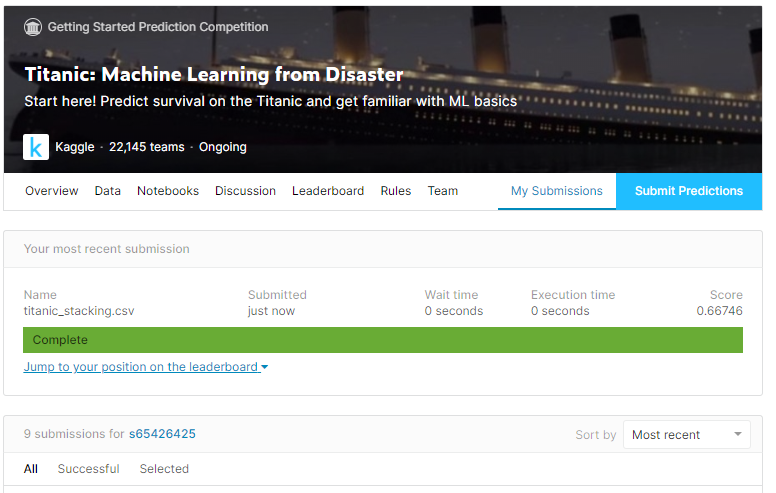 Getting Started Prediction Competition
Titanic: Machine Learning from Disaster
Start here! Predict survival on the Titanic and get familiar with ML basics
k Kaggle · 22,145 teams · Ongoing
Overview Data Notebooks Discussion Leaderboard Rules Team My Submissions Submit Predictions
Your most recent submission
Name Submitted Wait time Execution time Score
titanic_stacking.csv just now 0 seconds 0 seconds 0.66746
Complete
Jump to your position on the leaderboard
9 submissions for s65426425 Sort by Most recent
All Successful Selected